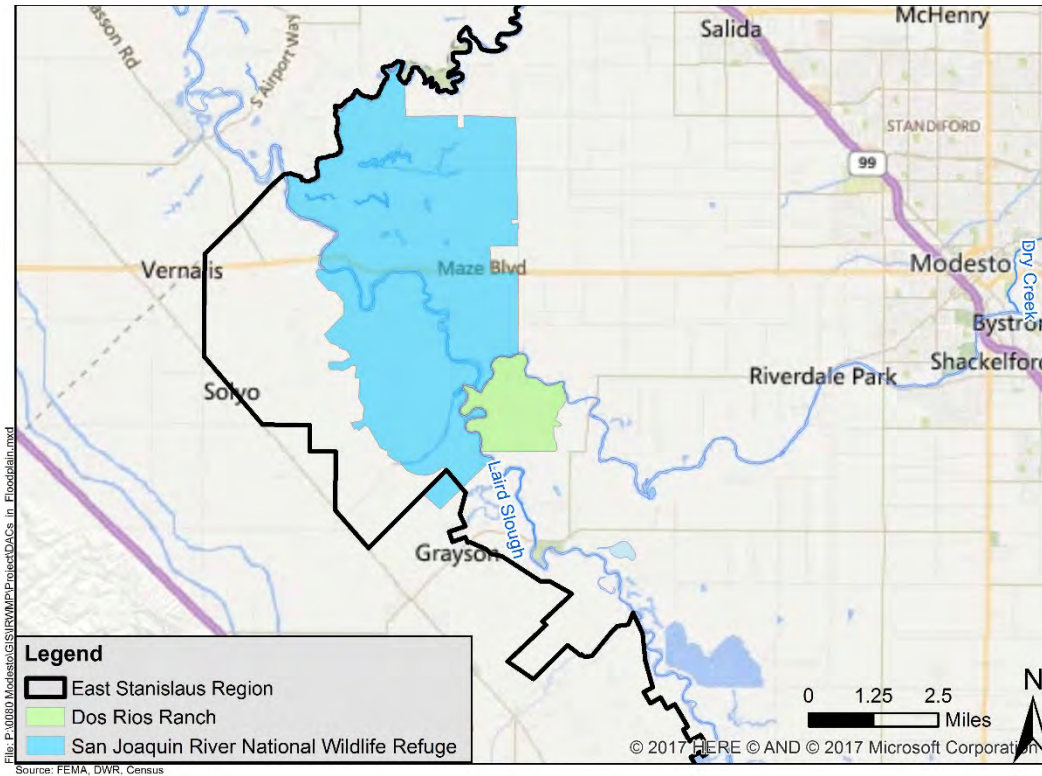 McHenry
Salida
asson Rd
S Airport Way
STANDIFORD
99
Vernalis
Maze Blvd
Modesto
Dry Creek
Bystrom
Shackelford
Riverdale Park
Solyo
Laird Slough
Grayson
Legend
East Stanislaus Region
Dos Rios Ranch
San Joaquin River National Wildlife Refuge
0 1.25 2.5
Miles
N
© 2017 HERE © AND © 2017 Microsoft Corporation
File: P:\0080 Modesto\GIS\IRWMP\Project\DACs in Floodplain.mxd
Source: FEMA, DWR, Census